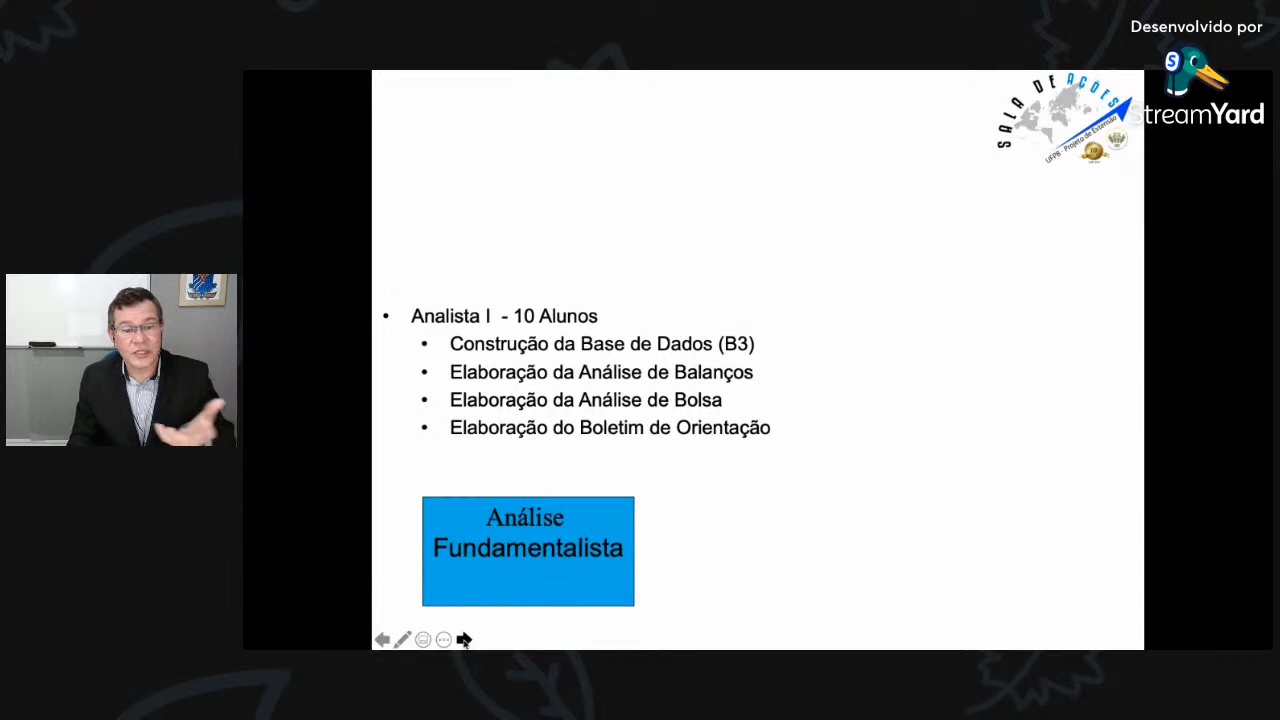 Desenvolvido por
StreamYard
SALA DE AÇÕES
UFPB - Projeto de Extensão
• Analista I - 10 Alunos
• Construção da Base de Dados (B3)
• Elaboração da Análise de Balanços
• Elaboração da Análise de Bolsa
• Elaboração do Boletim de Orientação
Análise
Fundamentalista